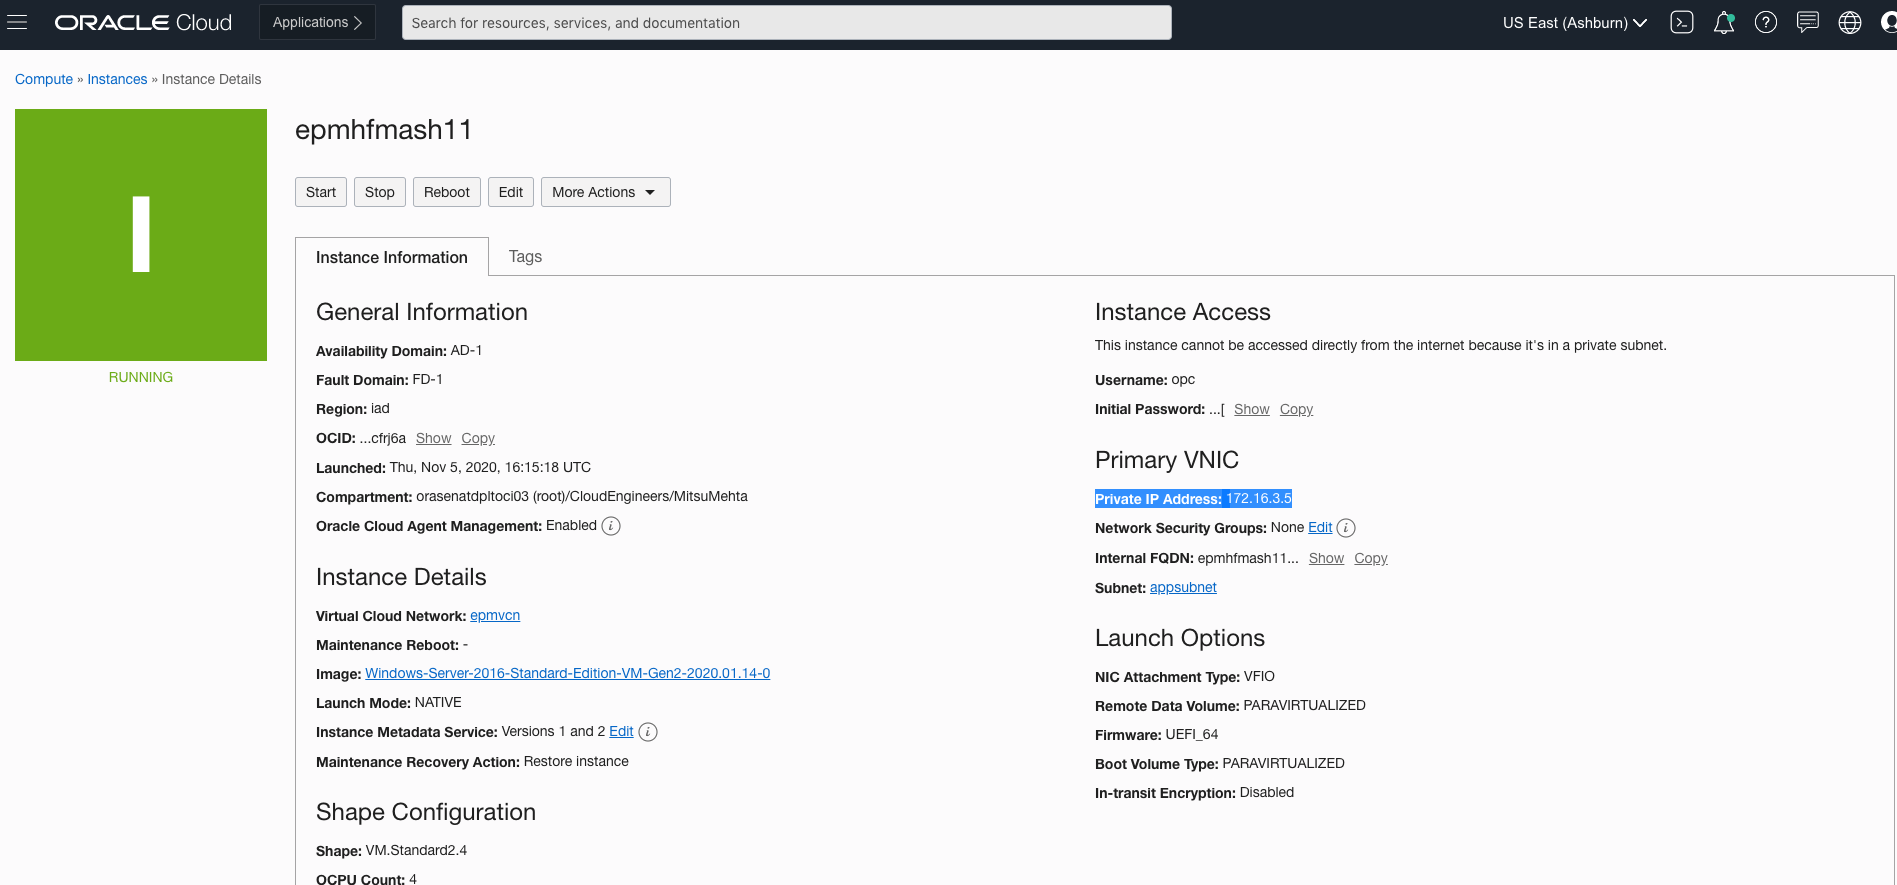 ORACLE Cloud
Applications
Search for resources, services, and documentation
US East (Ashburn)
Compute » Instances » Instance Details
I
RUNNING
epmhfmash11
Start
Stop
Reboot
Edit
More Actions
Instance Information
Tags
General Information
Availability Domain: AD-1
Fault Domain: FD-1
Region: iad
OCID: ...cfrj6a Show Copy
Launched: Thu, Nov 5, 2020, 16:15:18 UTC
Compartment: orasenatdpltoci03 (root)/CloudEngineers/MitsuMehta
Oracle Cloud Agent Management: Enabled i
Instance Details
Virtual Cloud Network: epmvcn
Maintenance Reboot: -
Image: Windows-Server-2016-Standard-Edition-VM-Gen2-2020.01.14-0
Launch Mode: NATIVE
Instance Metadata Service: Versions 1 and 2 Edit i
Maintenance Recovery Action: Restore instance
Shape Configuration
Shape: VM.Standard2.4
OCPU Count: 4
Instance Access
This instance cannot be accessed directly from the internet because it's in a private subnet.
Username: opc
Initial Password: ...[ Show Copy
Primary VNIC
Private IP Address: 172.16.3.5
Network Security Groups: None Edit i
Internal FQDN: epmhfmash11... Show Copy
Subnet: appsubnet
Launch Options
NIC Attachment Type: VFIO
Remote Data Volume: PARAVIRTUALIZED
Firmware: UEFI_64
Boot Volume Type: PARAVIRTUALIZED
In-transit Encryption: Disabled